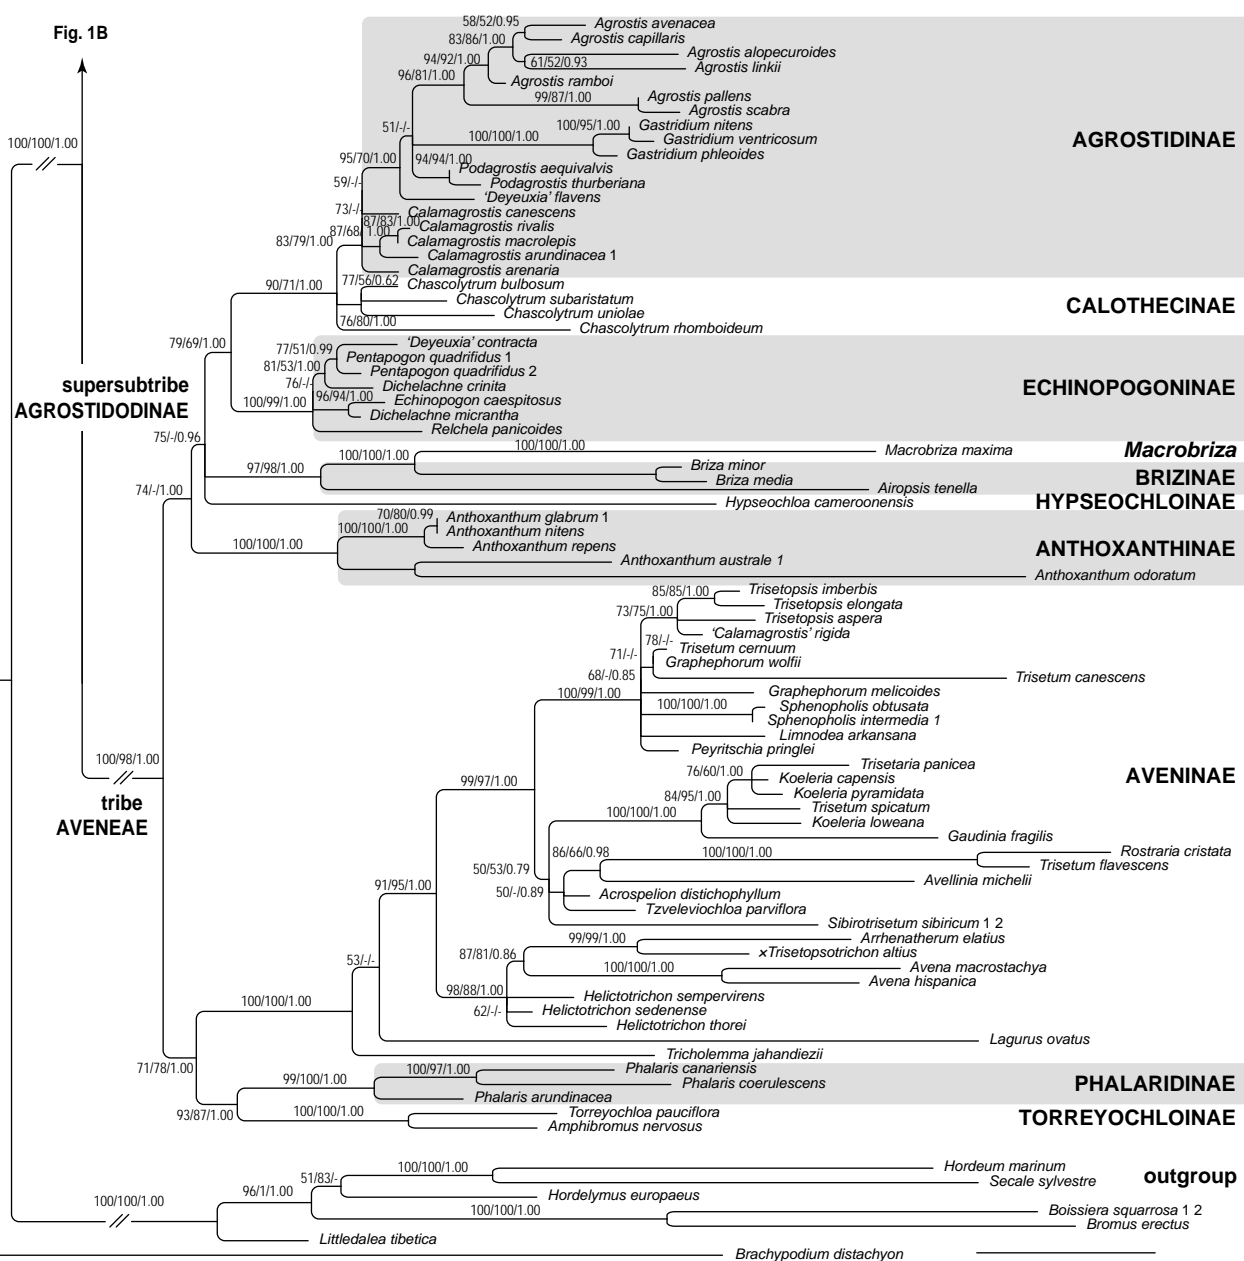 Fig. 1B
100/100/1.00
58/52/0.95
Agrostis avenacea
83/86/1.00
Agrostis capillaris
94/92/1.00
Agrostis alopecuroides
61/52/0.93
Agrostis linkii
96/81/1.00
Agrostis ramboi
99/87/1.00
Agrostis pallens
Agrostis scabra
51/-/-
100/95/1.00
Gastridium nitens
100/100/1.00
Gastridium ventricosum
Gastridium phleoides
AGROSTIDINAE
95/70/1.00
94/94/1.00
Podagrostis aequivalvis
Podagrostis thurberiana
59/-/-
'Deyeuxia' flavens
73/-/-
Calamagrostis canescens
87/83/1.00
Calamagrostis rivalis
87/68/ 1.00
Calamagrostis macrolepis
83/79/1.00
Calamagrostis arundinacea 1
Calamagrostis arenaria
90/71/1.00
77/56/0.62
Chascolytrum bulbosum
Chascolytrum subaristatum
CALOTHECINAE
Chascolytrum uniolae
76/80/1.00
Chascolytrum rhomboideum
79/69/1.00
'Deyeuxia' contracta
77/51/0.99
Pentapogon quadrifidus 1
81/53/1.00
Pentapogon quadrifidus 2
76/-/-
Dichelachne crinita
ECHINOPOGONINAE
100/99/1.00
96/94/1.00
Echinopogon caespitosus
Dichelachne micrantha
Relchela panicoides
supersubtribe
AGROSTIDODINAE
75/-/0.96
100/100/1.00
Macrobriza maxima
Macrobriza
97/98/1.00
100/100/1.00
Briza minor
Briza media
Airopsis tenella
BRIZINAE
74/-/1.00
Hypseochloa cameroonensis
HYPSEOCHLOINAE
70/80/0.99
Anthoxanthum glabrum 1
100/100/1.00
Anthoxanthum nitens
100/100/1.00
Anthoxanthum repens
ANTHOXANTHINAE
Anthoxanthum australe 1
Anthoxanthum odoratum
85/85/1.00
Trisetopsis imberbis
Trisetopsis elongata
73/75/1.00
Trisetopsis aspera
'Calamagrostis' rigida
78/-/-
Trisetum cernuum
71/-/-
Graphephorum wolfii
68/-/0.85
Trisetum canescens
100/99/1.00
Graphephorum melicoides
100/100/1.00
Sphenopholis obtusata
Sphenopholis intermedia 1
Limnodea arkansana
Peyritschia pringlei
100/98/1.00
tribe
AVENEAE
99/97/1.00
Trisetaria panicea
76/60/1.00
Koeleria capensis
AVENINAE
84/95/1.00
Koeleria pyramidata
100/100/1.00
Trisetum spicatum
Koeleria loweana
Gaudinia fragilis
50/53/0.79
86/66/0.98
100/100/1.00
Rostraria cristata
Trisetum flavescens
Avellinia michelii
91/95/1.00
50/-/0.89
Acrospelion distichophyllum
Tzveleviochloa parviflora
Sibirotrisetum sibiricum 1 2
99/99/1.00
Arrhenatherum elatius
87/81/0.86
×Trisetopsotrichon altius
53/-/-
100/100/1.00
Avena macrostachya
Avena hispanica
98/88/1.00
Helictotrichon sempervirens
62/-/-
Helictotrichon sedenense
100/100/1.00
Helictotrichon thorei
Lagurus ovatus
Tricholemma jahandiezii
71/78/1.00
99/100/1.00
100/97/1.00
Phalaris canariensis
Phalaris coerulescens
PHALARIDINAE
Phalaris arundinacea
93/87/1.00
100/100/1.00
Torreyochloa pauciflora
Amphibromus nervosus
TORREYOCHLOINAE
100/100/1.00
Hordeum marinum
Secale sylvestre
outgroup
51/83/-
Hordelymus europaeus
96/1/1.00
100/100/1.00
100/100/1.00
Boissiera squarrosa 1 2
Bromus erectus
Littledalea tibetica
Brachypodium distachyon